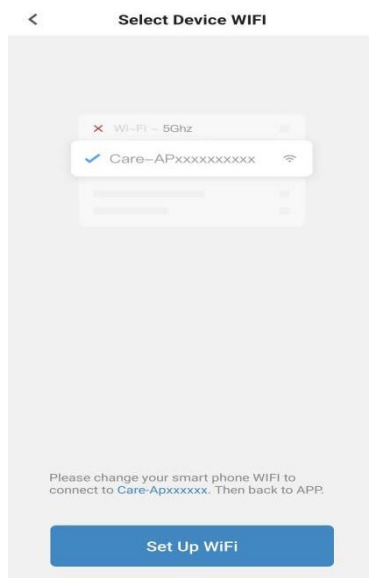 Select Device WIFI
Wi-Fi - 5Ghz
Care-APxxxxxxxxxx
Please change your smart phone WIFI to
connect to Care-Apxxxxxx. Then back to APP.
Set Up WiFi